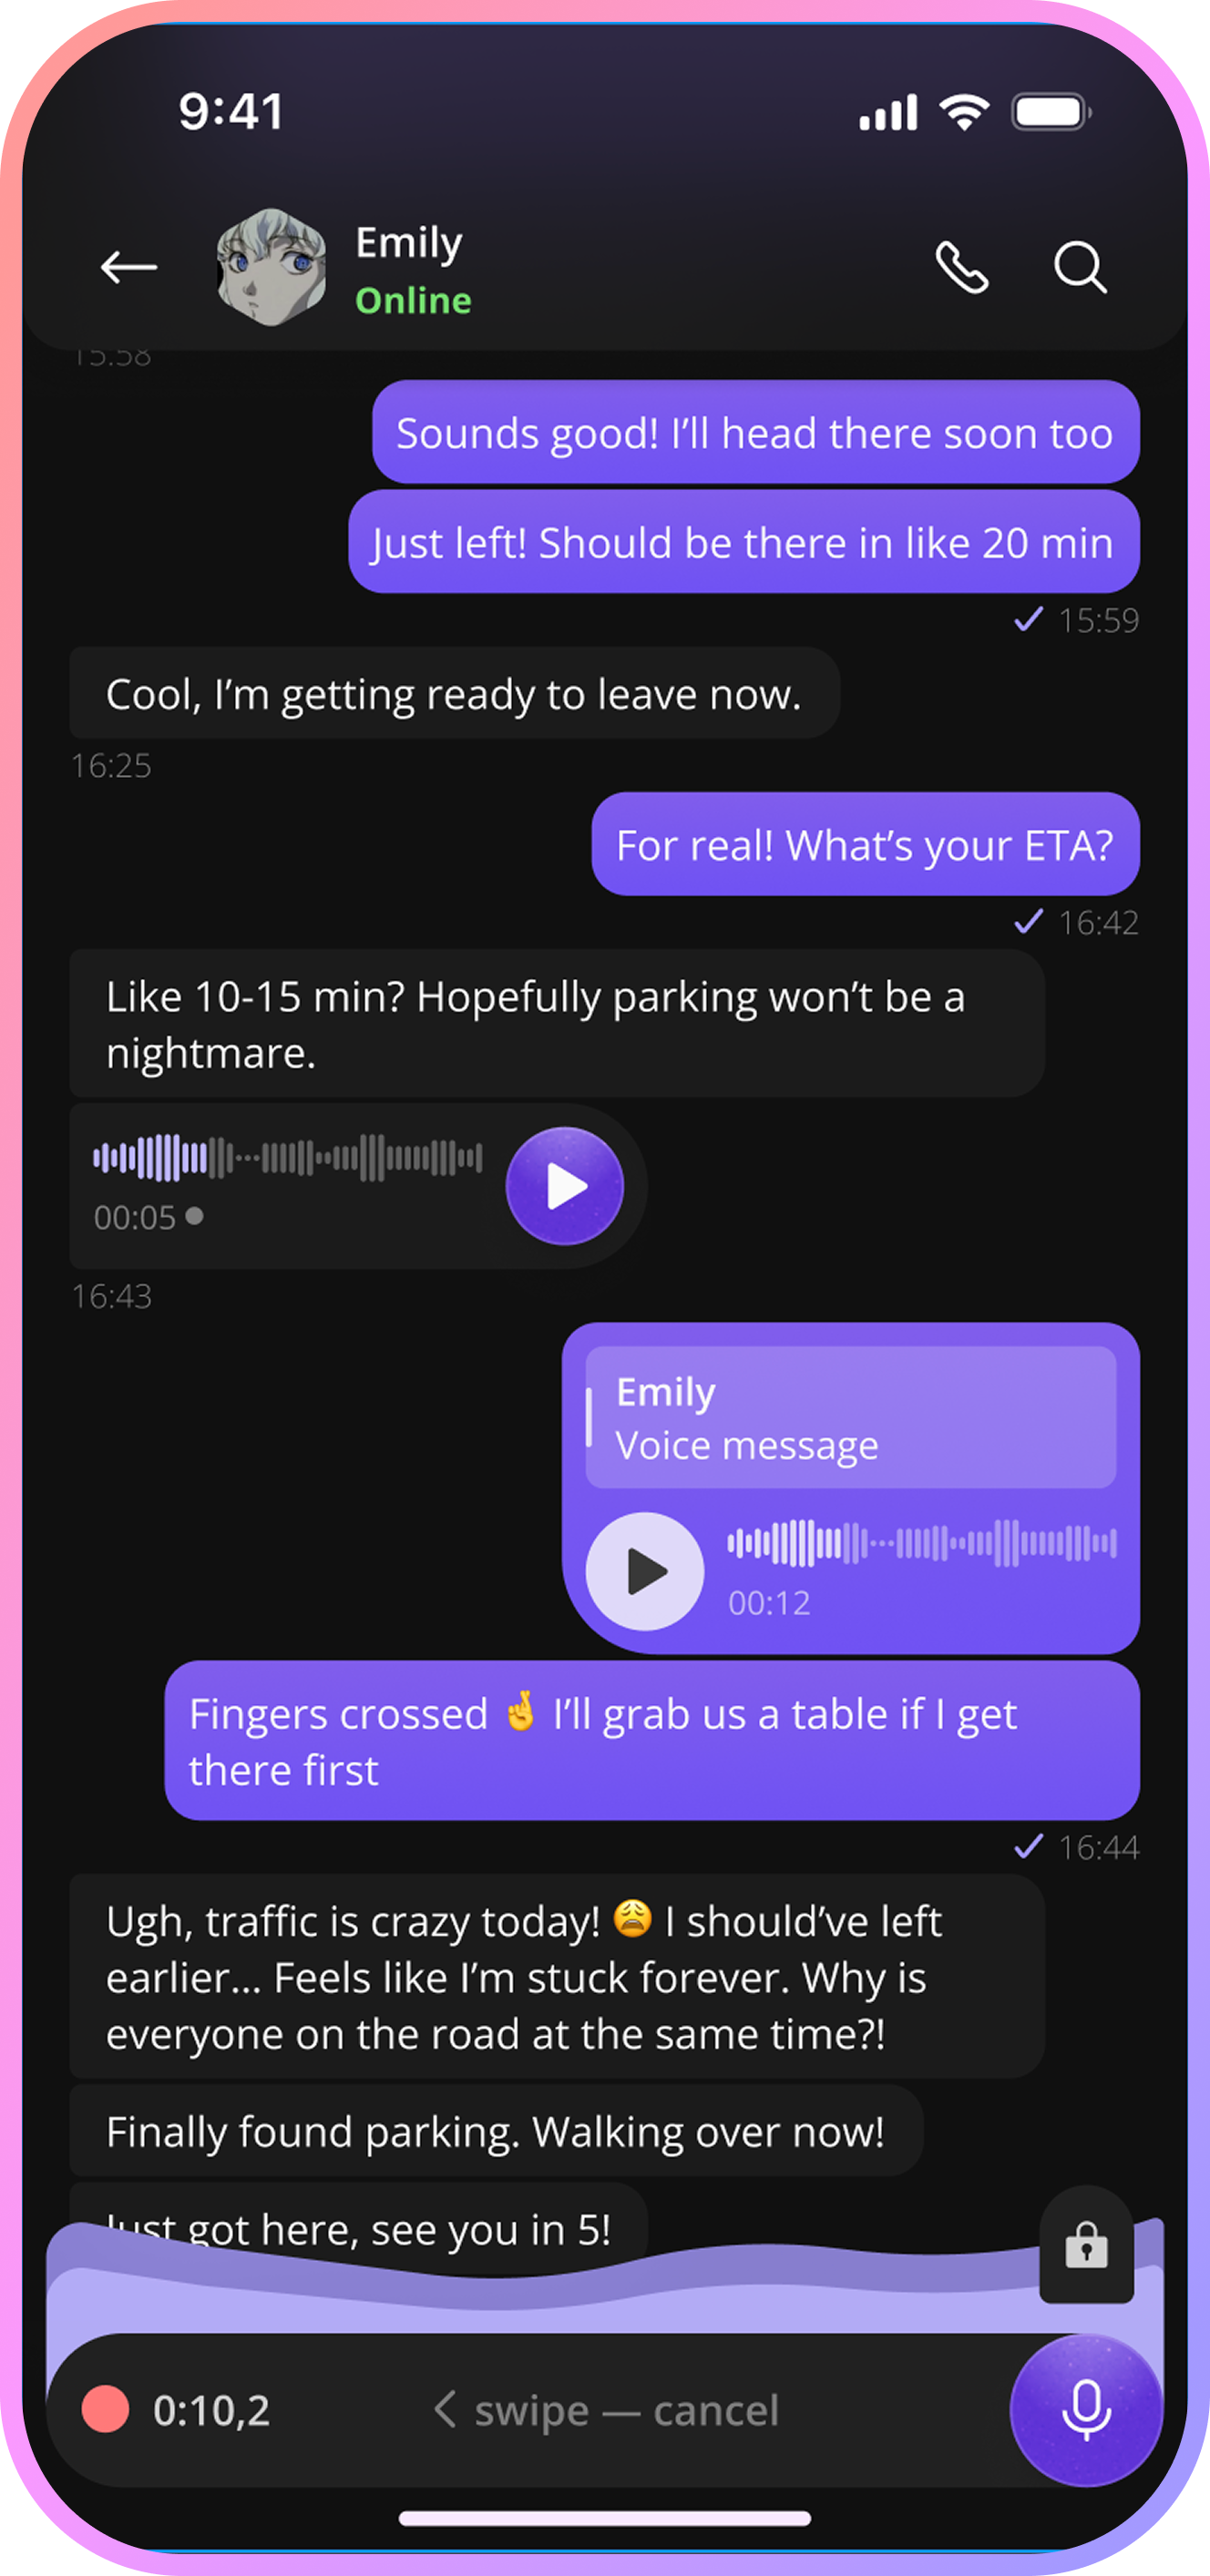 9:41
Emily
Online
15:58
Sounds good! I’ll head there soon too
Just left! Should be there in like 20 min
15:59
Cool, I’m getting ready to leave now.
16:25
For real! What’s your ETA?
16:42
Like 10-15 min? Hopefully parking won’t be a
nightmare.
00:05
16:43
Emily
Voice message
00:12
Fingers crossed 🤞 I’ll grab us a table if I get
there first
16:44
Ugh, traffic is crazy today! 😩 I should’ve left
earlier... Feels like I’m stuck forever. Why is
everyone on the road at the same time?!
Finally found parking. Walking over now!
Just got here, see you in 5!
0:10,2
swipe — cancel